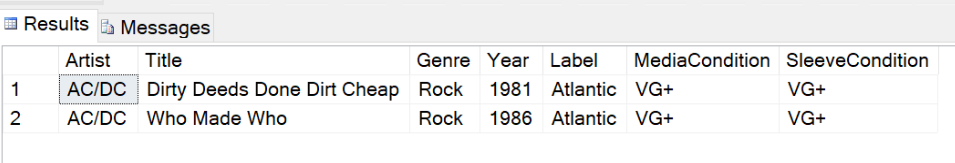 Results Messages
Artist Title Genre Year Label MediaCondition SleeveCondition
1 AC/DC Dirty Deeds Done Dirt Cheap Rock 1981 Atlantic VG+ VG+
2 AC/DC Who Made Who Rock 1986 Atlantic VG+ VG+